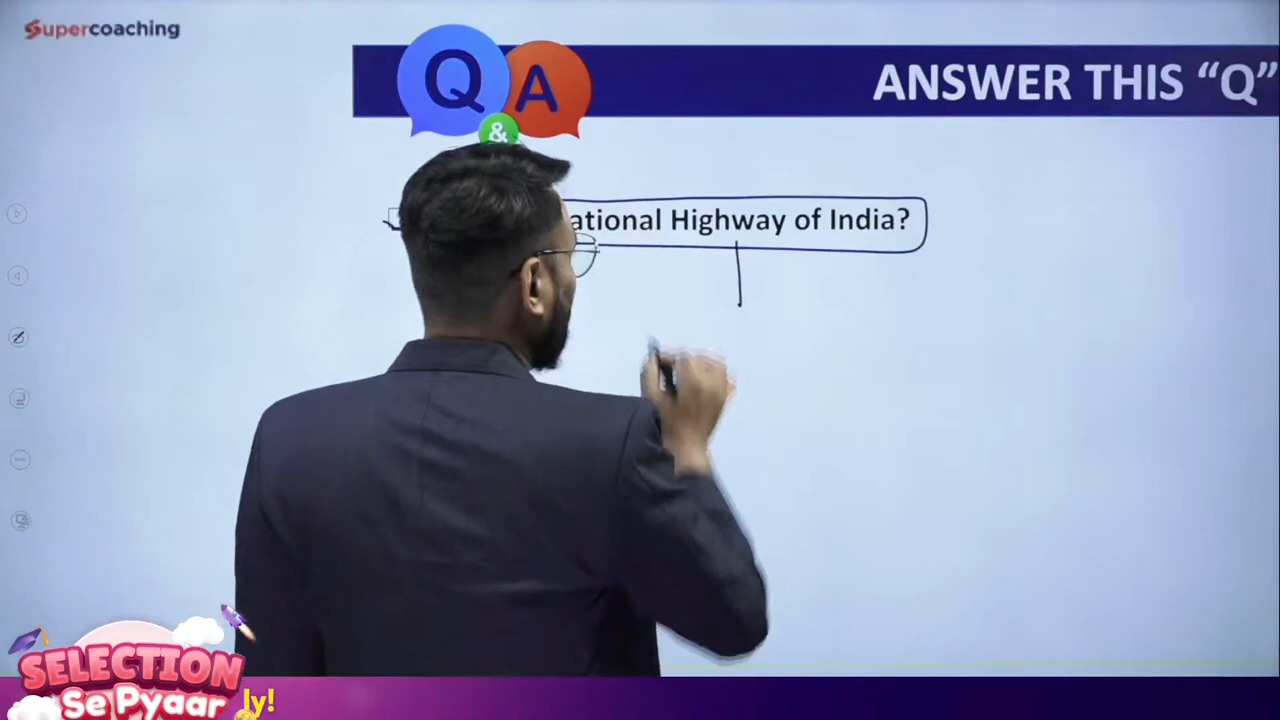 Supercoaching
Q & A
ANSWER THIS “Q”
ational Highway of India?
SELECTION
Se Pyaar
ly!